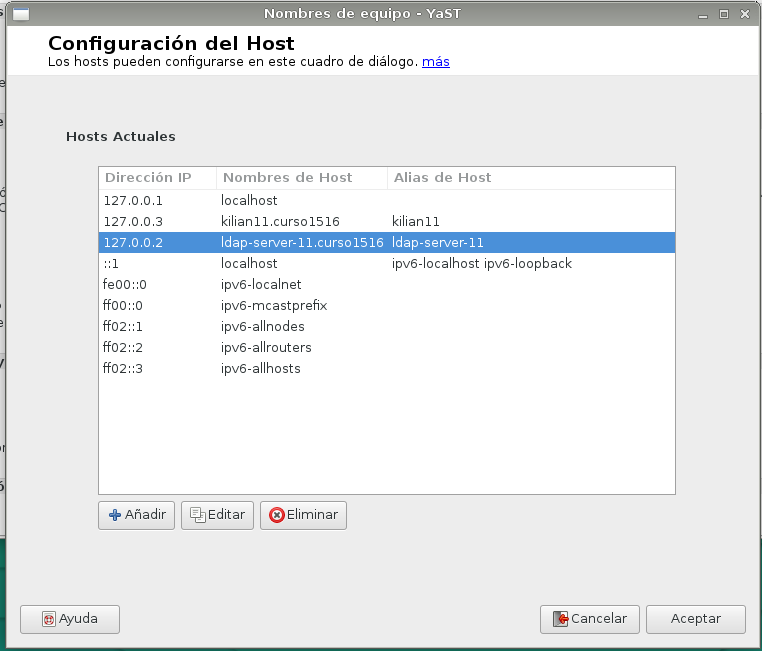 Nombres de equipo - YaST
Configuración del Host
Los hosts pueden configurarse en este cuadro de diálogo. más
Hosts Actuales
Dirección IP Nombres de Host Alias de Host
127.0.0.1 localhost
127.0.0.3 kilian11.curso1516 kilian11
127.0.0.2 ldap-server-11.curso1516 ldap-server-11
::1 localhost ipv6-localhost ipv6-loopback
fe00::0 ipv6-localnet
ff00::0 ipv6-mcastprefix
ff02::1 ipv6-allnodes
ff02::2 ipv6-allrouters
ff02::3 ipv6-allhosts
Añadir Editar Eliminar
Ayuda Cancelar Aceptar